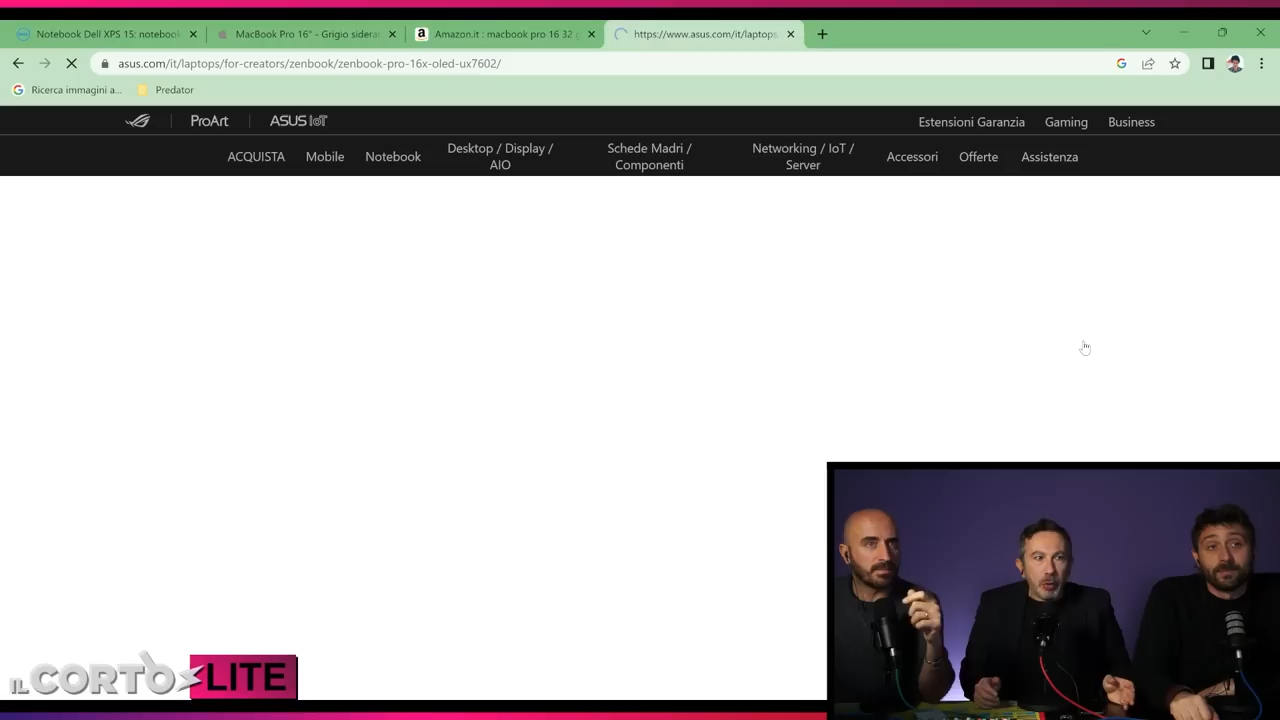 Notebook Dell XPS 15: notebook
MacBook Pro 16" - Grigio siderar
Amazon.it : macbook pro 16 32 g
https://www.asus.com/it/laptops
asus.com/it/laptops/for-creators/zenbook/zenbook-pro-16x-oled-ux7602/
Ricerca immagini a...
Predator
ProArt
ASUS IoT
Estensioni Garanzia
Gaming
Business
ACQUISTA
Mobile
Notebook
Desktop / Display /
AIO
Schede Madri /
Componenti
Networking / IoT /
Server
Accessori
Offerte
Assistenza
IL CORTOS LITE